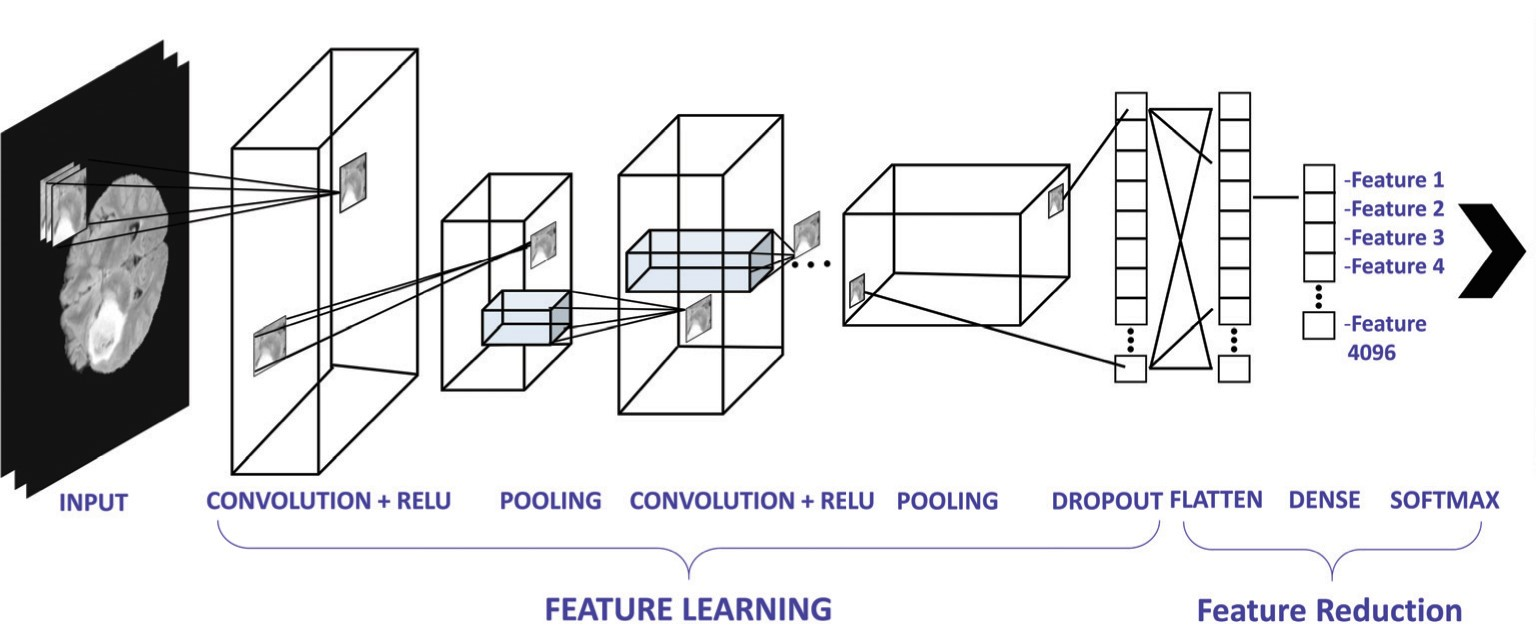 -Feature 1
-Feature 2
-Feature 3
-Feature 4
-Feature
4096
INPUT
CONVOLUTION + RELU
POOLING
CONVOLUTION + RELU
POOLING
DROPOUT
FLATTEN
DENSE
SOFTMAX
FEATURE LEARNING
Feature Reduction